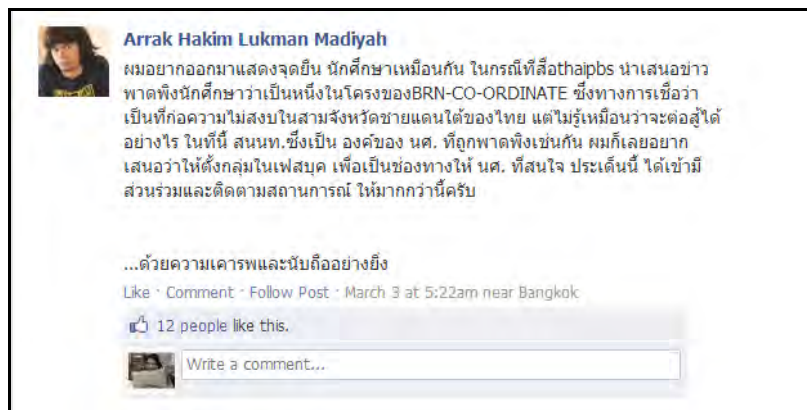 Arrak Hakim Lukman Madiyah
ผมอยากออกมาแสดงจุดยืน นักศึกษาเหมือนกัน ในกรณีที่สื่อthaipbs นำเสนอข่าว
พาดพิงนักศึกษาว่าเป็นหนึ่งในโครงของBRN-CO-ORDINATE ซึ่งทางการเชื่อว่า
เป็นที่ก่อความไม่สงบในสามจังหวัดชายแดนใต้ของไทย แต่ไม่รู้เหมือนว่าจะต่อสู้ได้
อย่างไร ในที่นี้ สนนท.ซึ่งเป็น องค์ของ นศ. ที่ถูกพาดพิงเช่นกัน ผมก็เลยอยาก
เสนอว่าให้ตั้งกลุ่มในเฟสบุค เพื่อเป็นช่องทางให้ นศ. ที่สนใจ ประเด็นนี้ ได้เข้ามี
ส่วนร่วมและติดตามสถานการณ์ ให้มากกว่านี้ครับ
...ด้วยความเคารพและนับถืออย่างยิ่ง
Like · Comment · Follow Post · March 3 at 5:22am near Bangkok
12 people like this.
Write a comment...